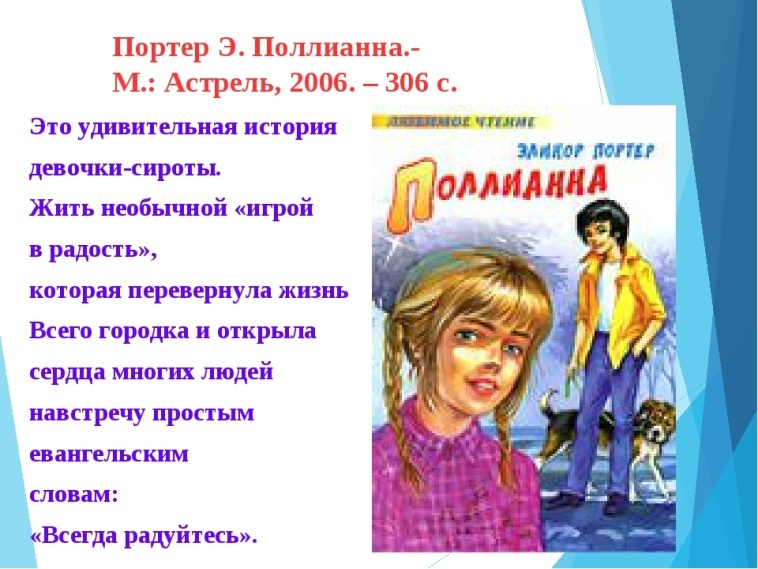 Портер Э. Поллианна.-
М.: Астрель, 2006. – 306 с.
Это удивительная история
девочки-сироты.
Жить необычной «игрой
в радость»,
которая перевернула жизнь
Всего городка и открыла
сердца многих людей
навстречу простым
евангельским
словам:
«Всегда радуйтесь».
ЛЮБИМОЕ ЧТЕНИЕ
ЭЛИНОР ПОРТЕР
ПОЛЛИАННА